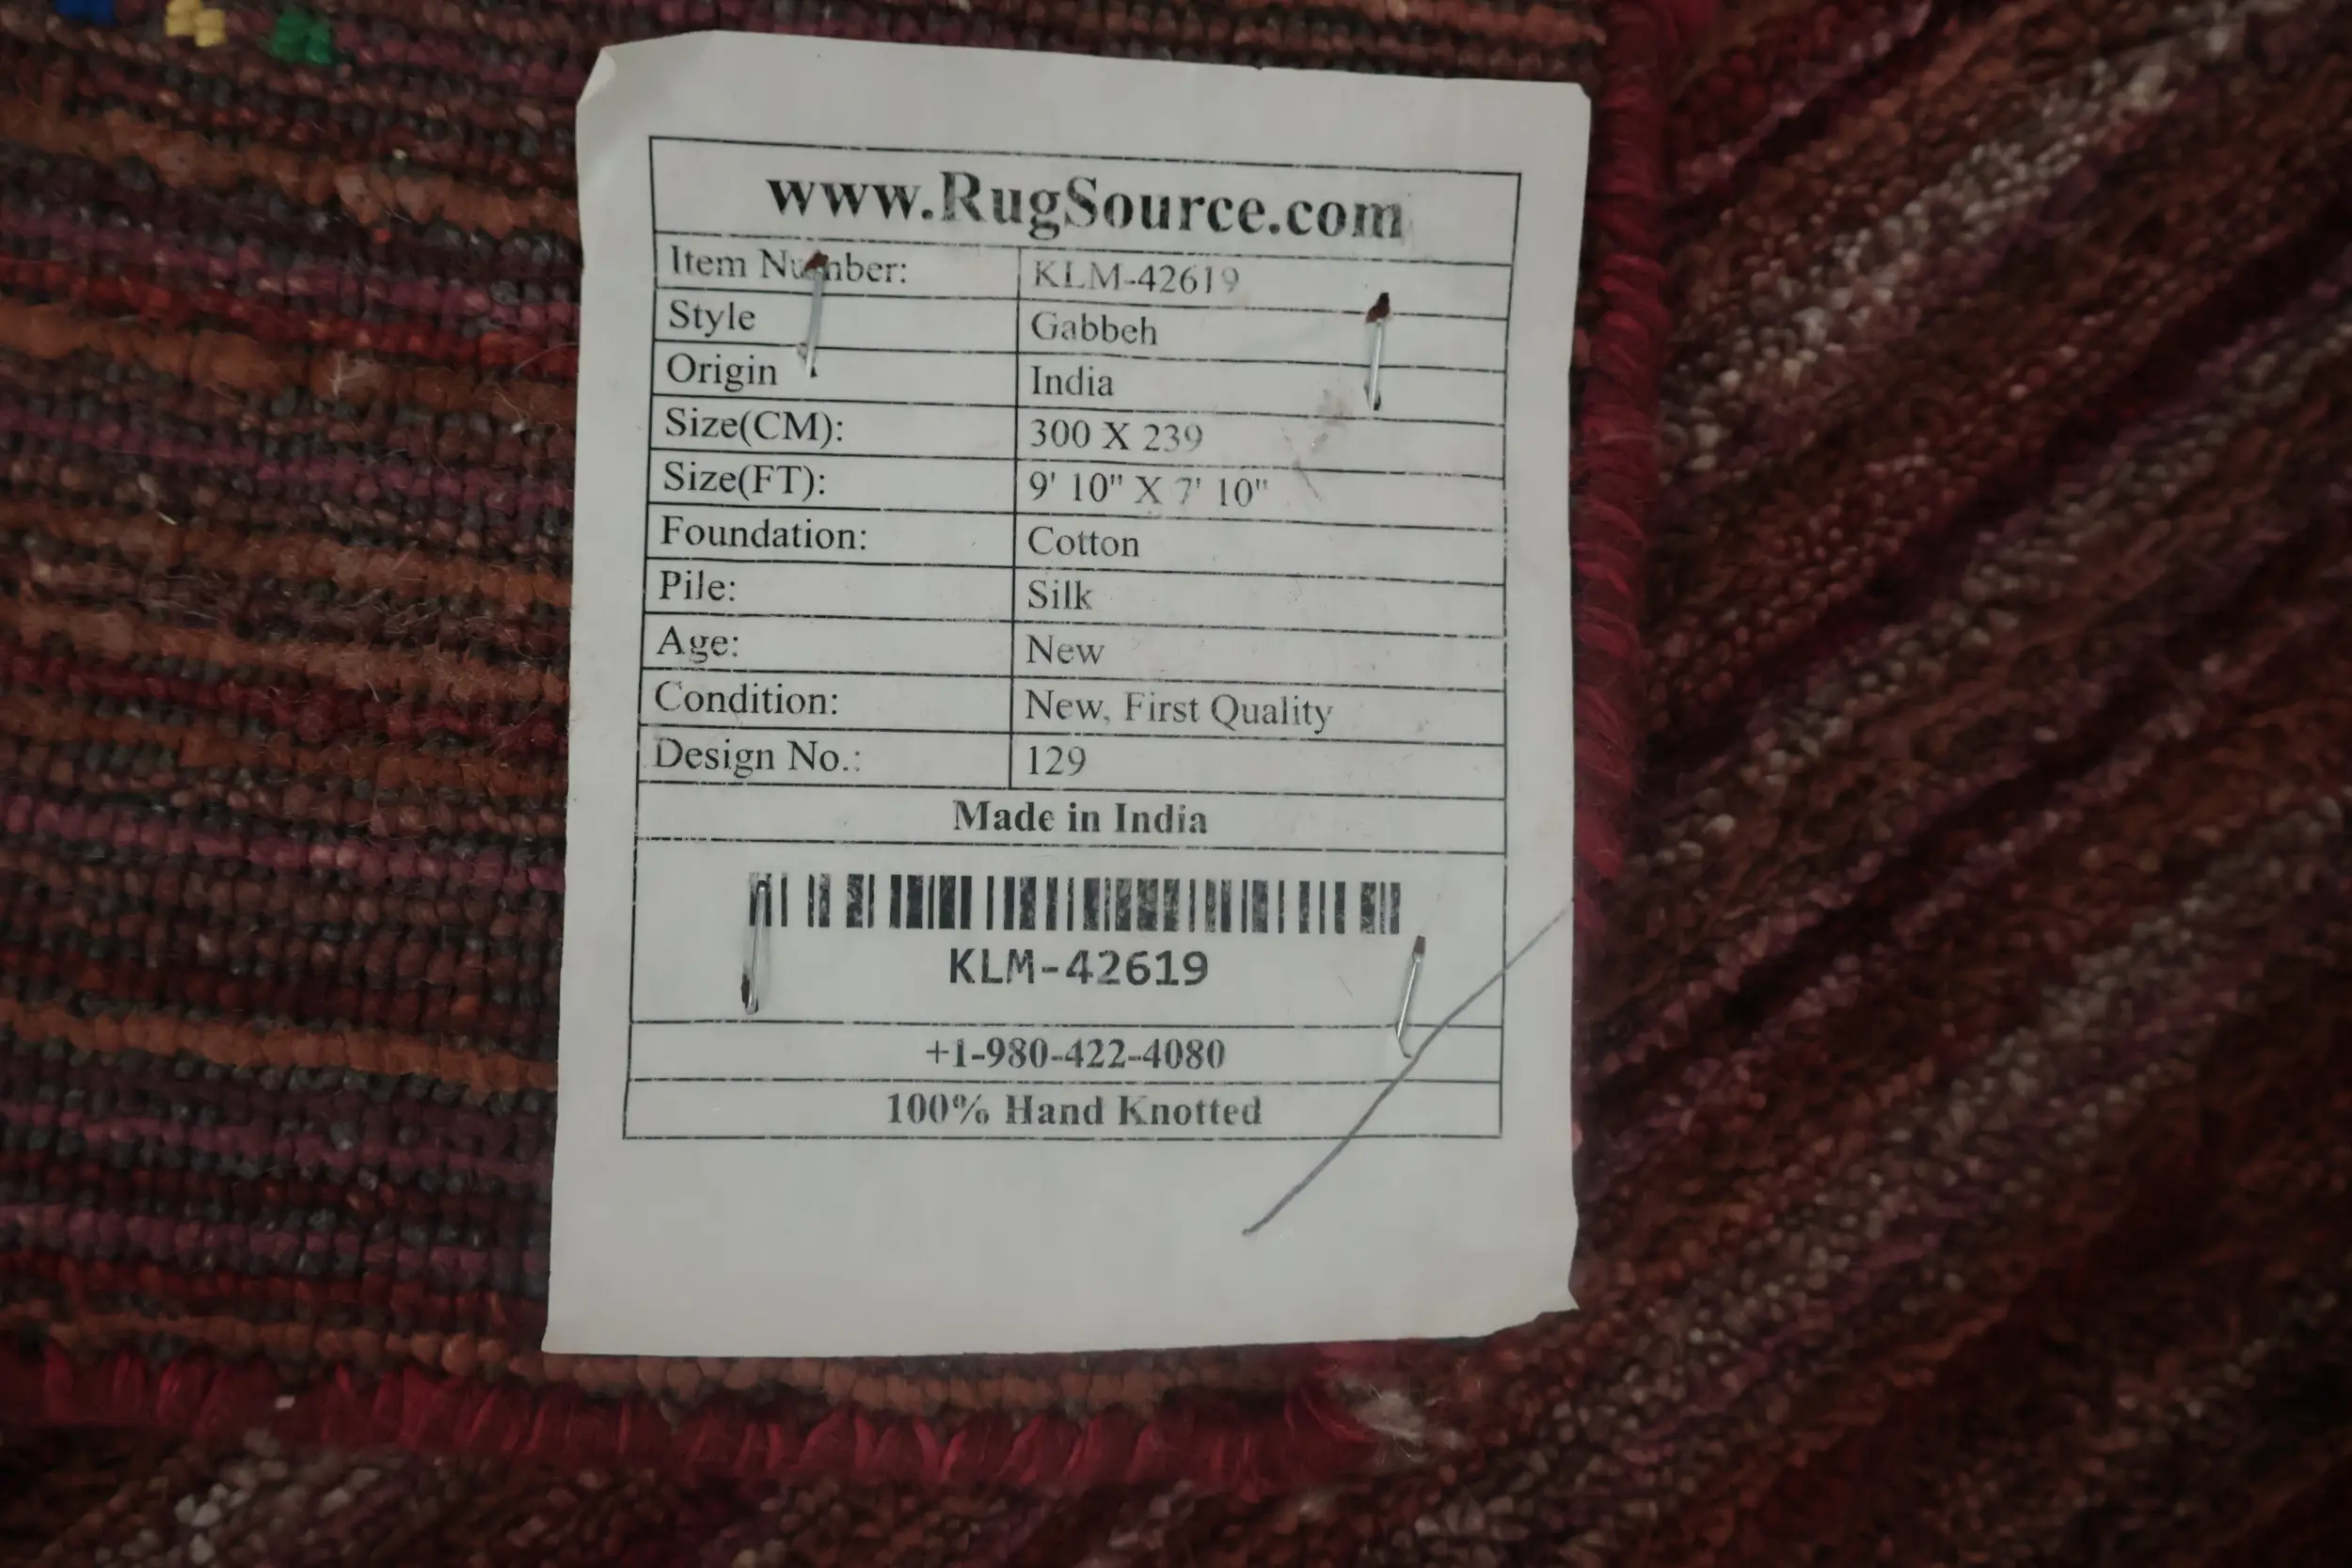 www.RugSource.com
Item Number: KLM-42619
Style Gabbeh
Origin India
Size(CM): 300 X 239
Size(FT): 9' 10" X 7' 10"
Foundation: Cotton
Pile: Silk
Age: New
Condition: New, First Quality
Design No.: 129
Made in India
KLM-42619
+1-980-422-4080
100% Hand Knotted